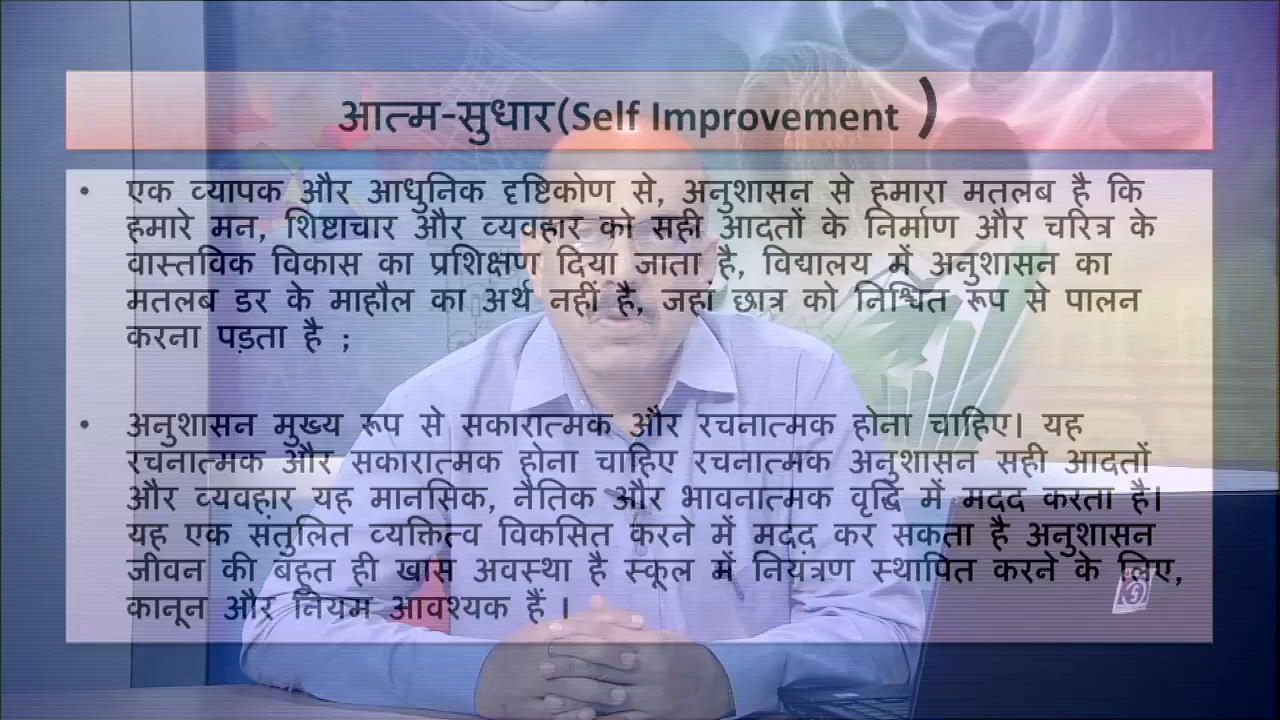 आत्म-सुधार(Self Improvement )
• एक व्यापक और आधुनिक दृष्टिकोण से, अनुशासन से हमारा मतलब है कि
हमारे मन, शिष्टाचार और व्यवहार को सही आदतों के निर्माण और चरित्र के
वास्तविक विकास का प्रशिक्षण दिया जाता है, विद्यालय में अनुशासन का
मतलब डर के माहौल का अर्थ नहीं है, जहां छात्र को निश्चित रूप से पालन
करना पड़ता है ;
• अनुशासन मुख्य रूप से सकारात्मक और रचनात्मक होना चाहिए। यह
रचनात्मक और सकारात्मक होना चाहिए रचनात्मक अनुशासन सही आदतों
और व्यवहार यह मानसिक, नैतिक और भावनात्मक वृद्धि में मदद करता है।
यह एक संतुलित व्यक्तित्व विकसित करने में मदद कर सकता है अनुशासन
जीवन की बहुत ही खास अवस्था है स्कूल में नियंत्रण स्थापित करने के लिए,
कानून और नियम आवश्यक हैं ।